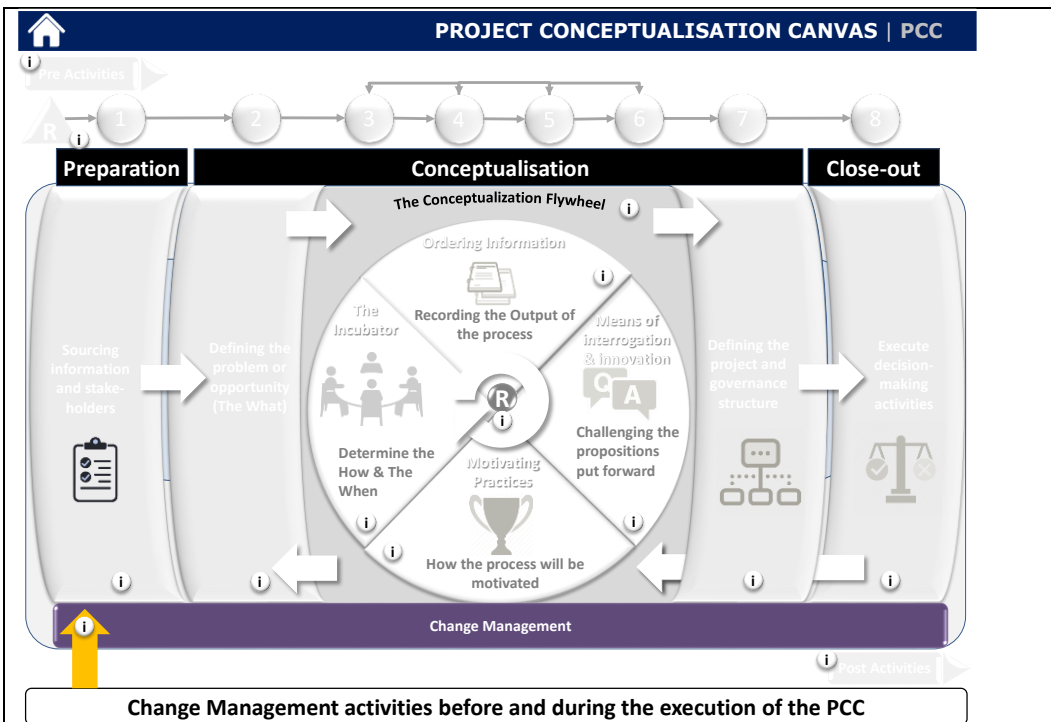 PROJECT CONCEPTUALISATION CANVAS | PCC
i
Pre Activities
R
i
1
2
3
4
5
6
7
8
Preparation
Conceptualisation
Close-out
The Conceptualization Flywheel
i
Ordering Information
i
Recording the Output of
the process
The
Incubator
Determine the
How & The
When
i
Means of
interrogation
& innovation
Q A
Challenging the
propositions
put forward
i
R
i
Motivating
Practices
i
How the process will be
motivated
Sourcing
information
and stake-
holders
i
Defining the
problem or
opportunity
(The What)
i
Defining the
project and
governance
structure
i
Execute
decision-
making
activities
i
i
Change Management
i
Post Activities
Change Management activities before and during the execution of the PCC